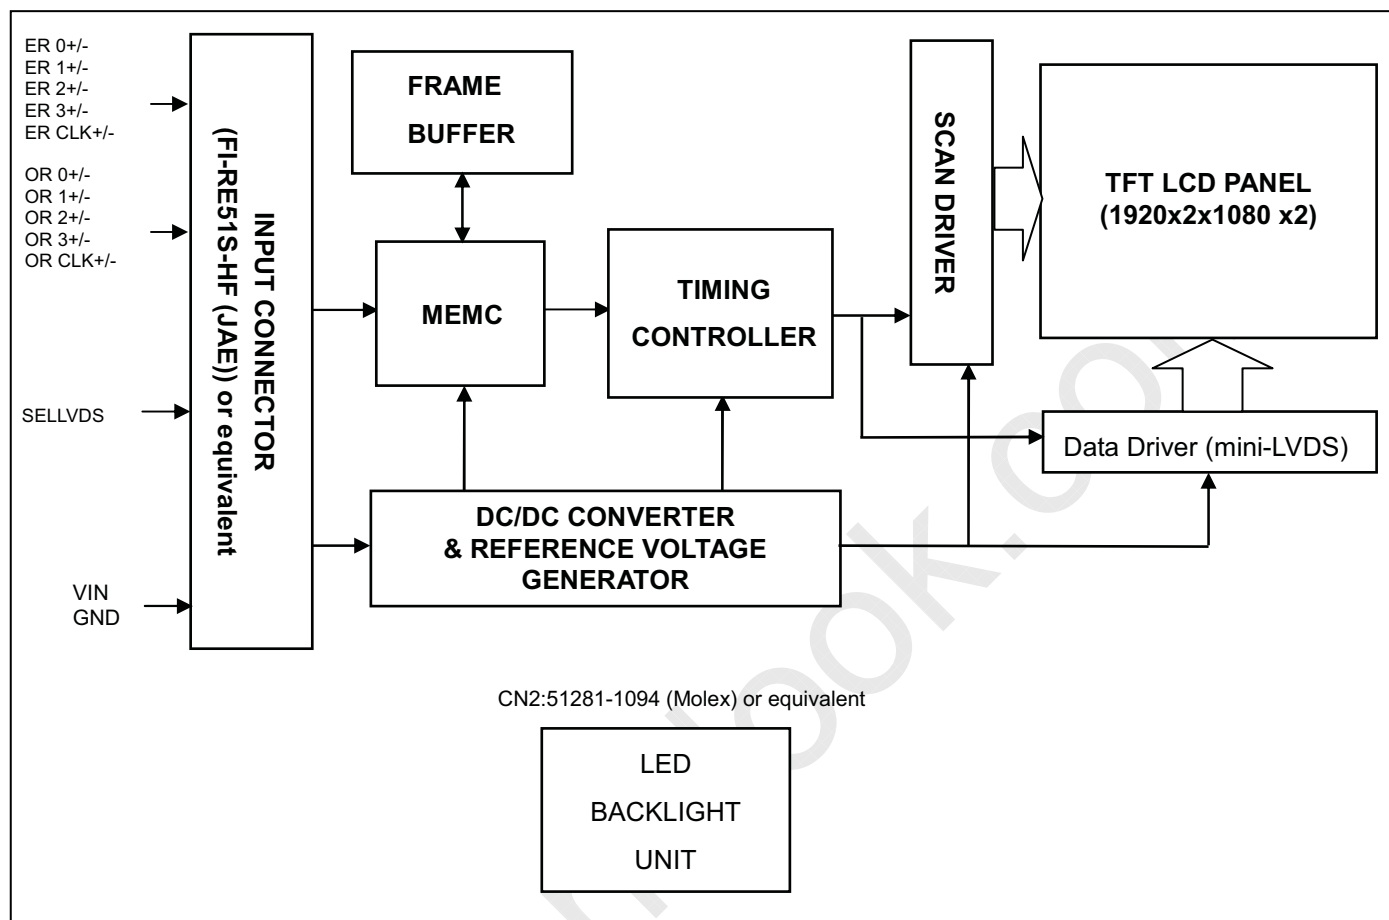 ER 0+/-
ER 1+/-
ER 2+/-
ER 3+/-
ER CLK+/-
OR 0+/-
OR 1+/-
OR 2+/-
OR 3+/-
OR CLK+/-
SELLVDS
VIN
GND
INPUT CONNECTOR
(FI-RE51S-HF (JAE)) or equivalent
FRAME
BUFFER
MEMC
TIMING
CONTROLLER
SCAN DRIVER
TFT LCD PANEL
(1920x2x1080 x2)
Data Driver (mini-LVDS)
DC/DC CONVERTER
& REFERENCE VOLTAGE
GENERATOR
CN2:51281-1094 (Molex) or equivalent
LED
BACKLIGHT
UNIT